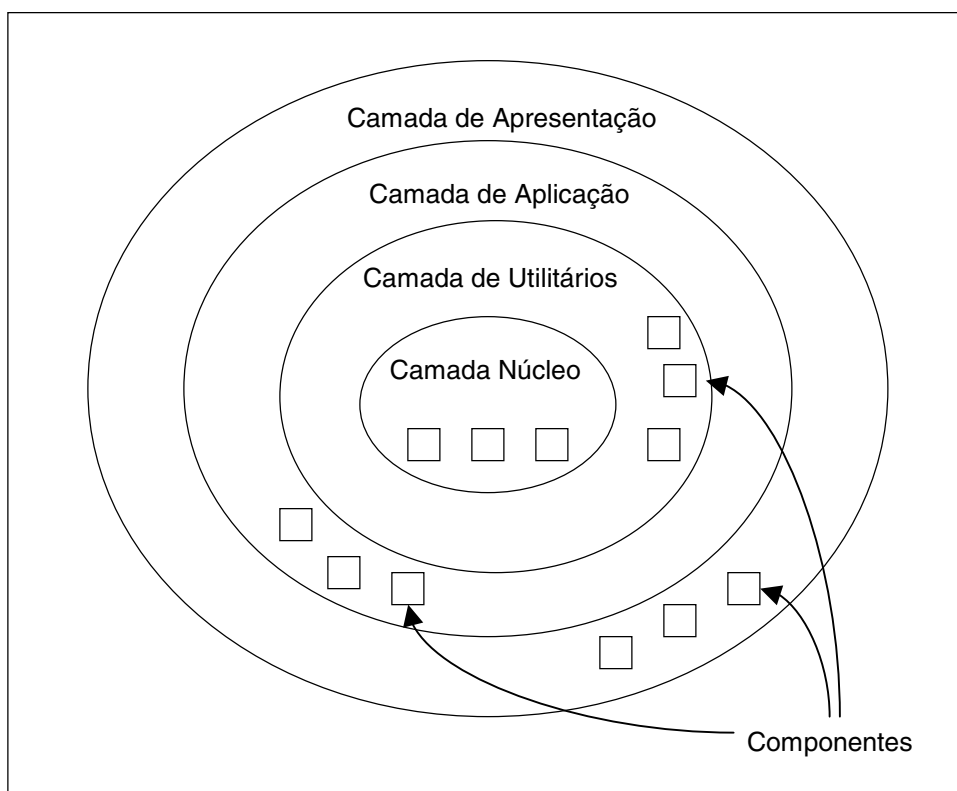 Camada de Apresentação
Camada de Aplicação
Camada de Utilitários
Camada Núcleo
Componentes